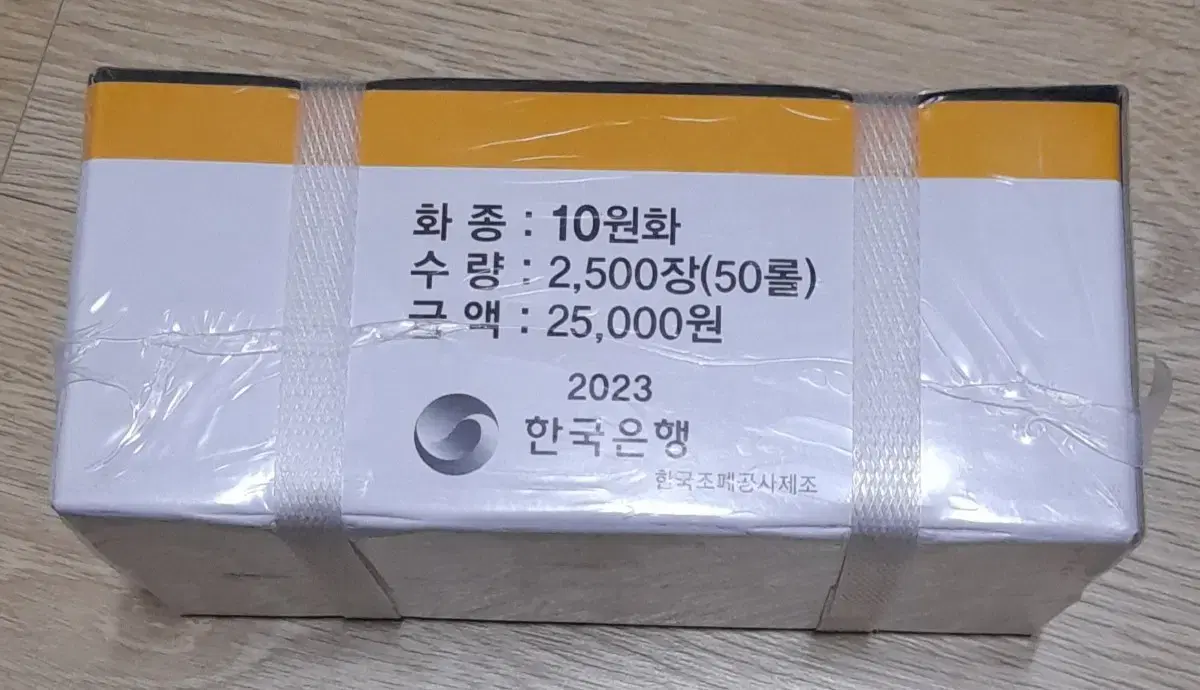 화 종 : 10원화
수 량 : 2,500장(50롤)
금 액 : 25,000원
2023
한국은행
한국조폐공사제조